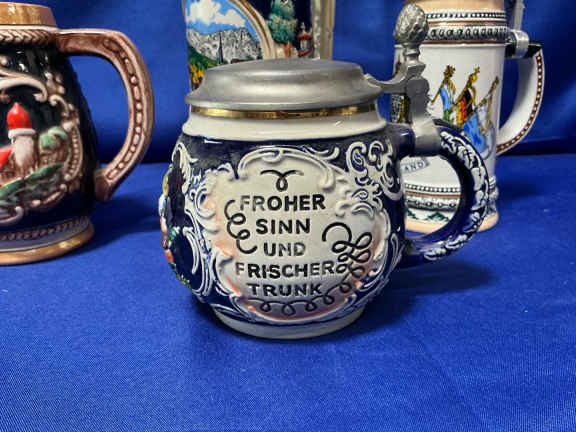 FROHER
SINN
UND
FRISCHER
TRUNK